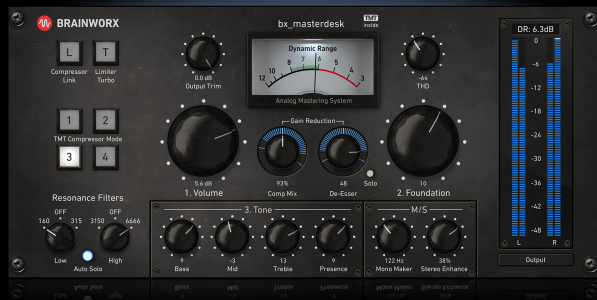 BRAINWORX
bx_masterdesk
TMT
inside
DR: 6.3dB
L T
Compressor Link
Limiter Turbo
0.0 dB
Output Trim
Dynamic Range
12 10 8 7 6 5 4 3
Analog Mastering System
-64
THD
1 2
TMT Compressor Mode
3 4
5.6 dB
1. Volume
Gain Reduction
93%
Comp Mix
48
De-Esser
Solo
10
2. Foundation
Resonance Filters
OFF OFF
160 315 3150 6666
Low High
Auto Solo
3. Tone
9
Bass
-3
Mid
13
Treble
9
Presence
M/S
122 Hz
Mono Maker
38%
Stereo Enhance
0
-6
-12
-18
-24
-30
-36
-42
-48
L R
Output